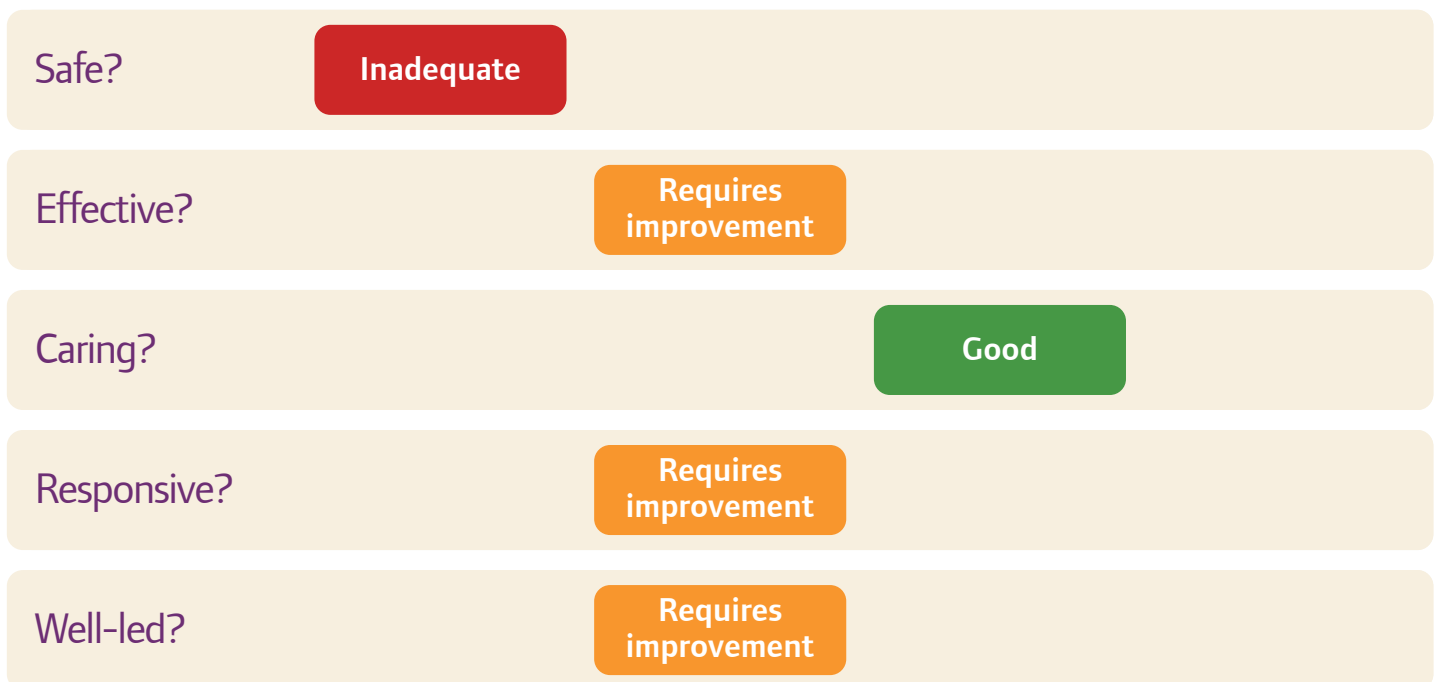 Safe?
Inadequate
Effective?
Requires
improvement
Caring?
Good
Responsive?
Requires
improvement
Well-led?
Requires
improvement